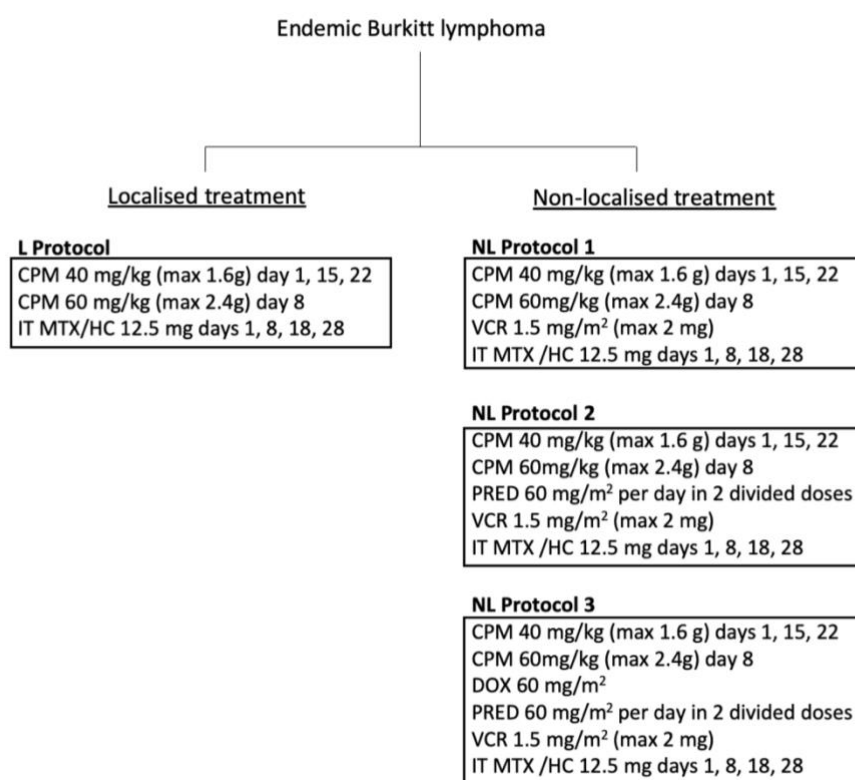 Endemic Burkitt lymphoma
Localised treatment
L Protocol
CPM 40 mg/kg (max 1.6g) day 1, 15, 22
CPM 60 mg/kg (max 2.4g) day 8
IT MTX/HC 12.5 mg days 1, 8, 18, 28
Non-localised treatment
NL Protocol 1
CPM 40 mg/kg (max 1.6 g) days 1, 15, 22
CPM 60mg/kg (max 2.4g) day 8
VCR 1.5 mg/m² (max 2 mg)
IT MTX /HC 12.5 mg days 1, 8, 18, 28
NL Protocol 2
CPM 40 mg/kg (max 1.6 g) days 1, 15, 22
CPM 60mg/kg (max 2.4g) day 8
PRED 60 mg/m² per day in 2 divided doses
VCR 1.5 mg/m² (max 2 mg)
IT MTX /HC 12.5 mg days 1, 8, 18, 28
NL Protocol 3
CPM 40 mg/kg (max 1.6 g) days 1, 15, 22
CPM 60mg/kg (max 2.4g) day 8
DOX 60 mg/m²
PRED 60 mg/m² per day in 2 divided doses
VCR 1.5 mg/m² (max 2 mg)
IT MTX /HC 12.5 mg days 1, 8, 18, 28